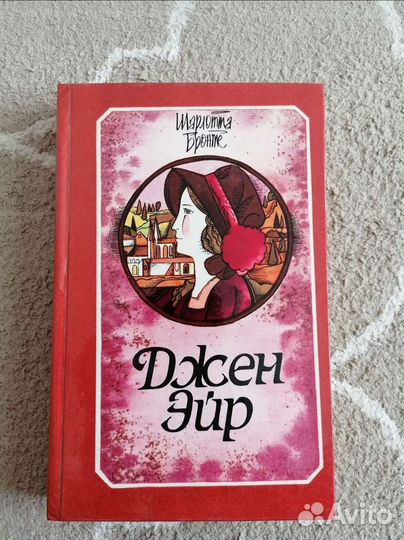 Шарлотта
Бронте
Джен
Эйр
Avito